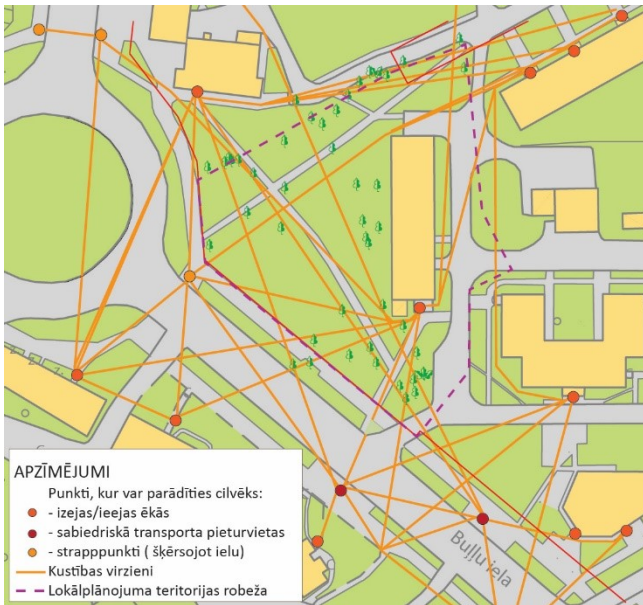 Buļļu iela
APZĪMĒJUMI
Punkti, kur var parādīties cilvēks:
- izejas/ieejas ēkās
- sabiedriskā transporta pieturvietas
- strapppunkti ( šķērsojot ielu)
Kustības virzieni
Lokālplānojuma teritorijas robeža